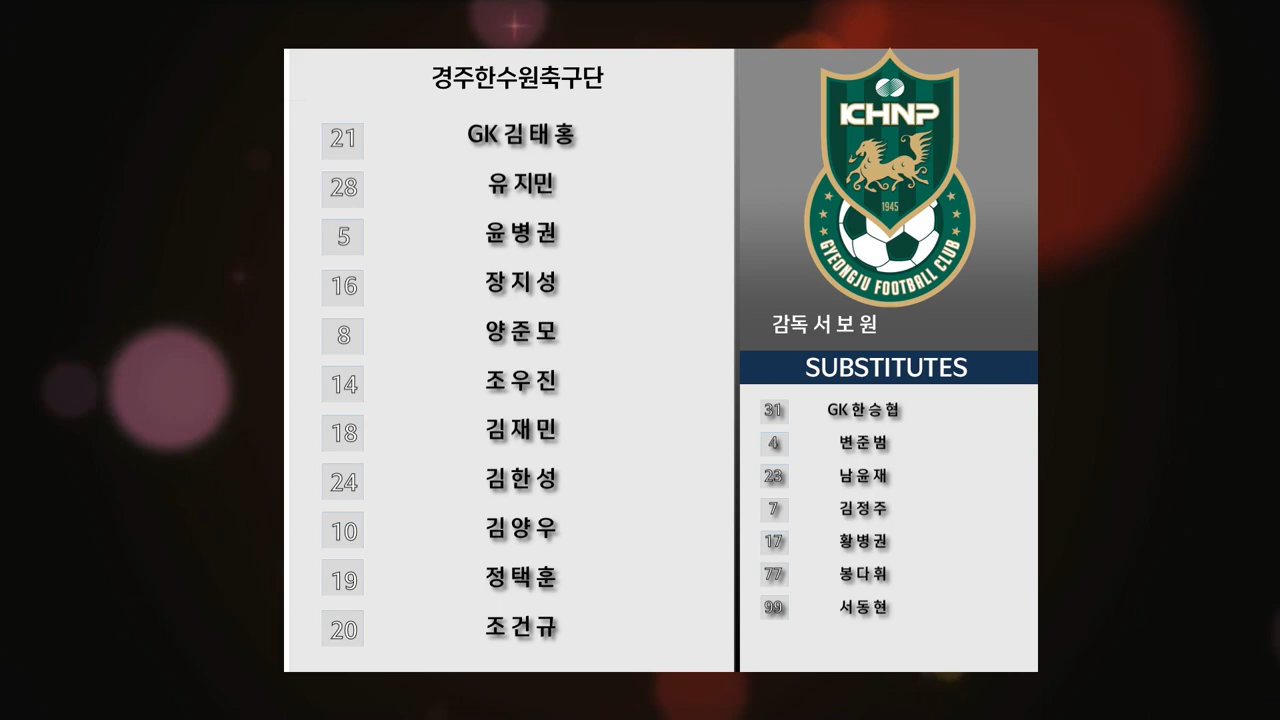 경주한수원축구단
21 GK 김 태 홍
28 유 지민
5 윤 병 권
16 장 지 성
8 양 준 모
14 조 우 진
18 김 재 민
24 김 한 성
10 김 양 우
19 정 택 훈
20 조 건 규
KHNP
1945
GYEONGJU FOOTBALL CLUB
감독 서 보 원
SUBSTITUTES
31 GK 한 승 협
4 변 준 범
23 남 윤 재
7 김 정 주
17 황 병 권
77 봉 다 휘
99 서 동 현